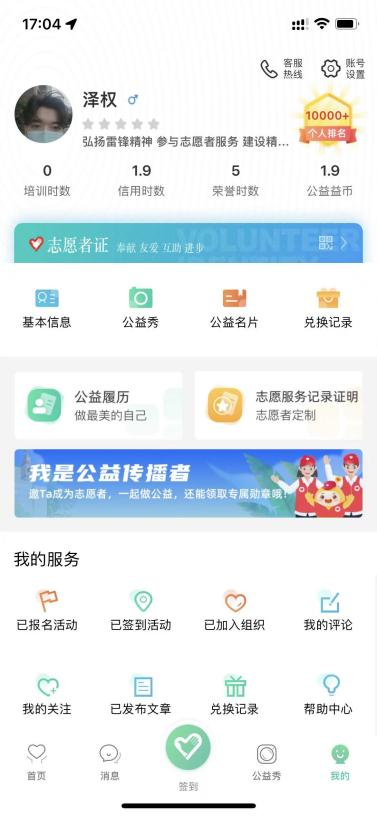 17:04
客服
热线
账号
设置
泽权
10000+
个人排名
弘扬雷锋精神 参与志愿者服务 建设精...
0
1.9
5
1.9
培训时数
信用时数
荣誉时数
公益益币
志愿者证 奉献 友爱 互助 进步
VOLUNTEER
基本信息
公益秀
公益名片
兑换记录
公益履历
做最美的自己
志愿服务记录证明
志愿者定制
我是公益传播者
邀Ta成为志愿者，一起做公益，还能领取专属勋章哦！
我的服务
已报名活动
已签到活动
已加入组织
我的评论
我的关注
已发布文章
兑换记录
帮助中心
首页
消息
签到
公益秀
我的